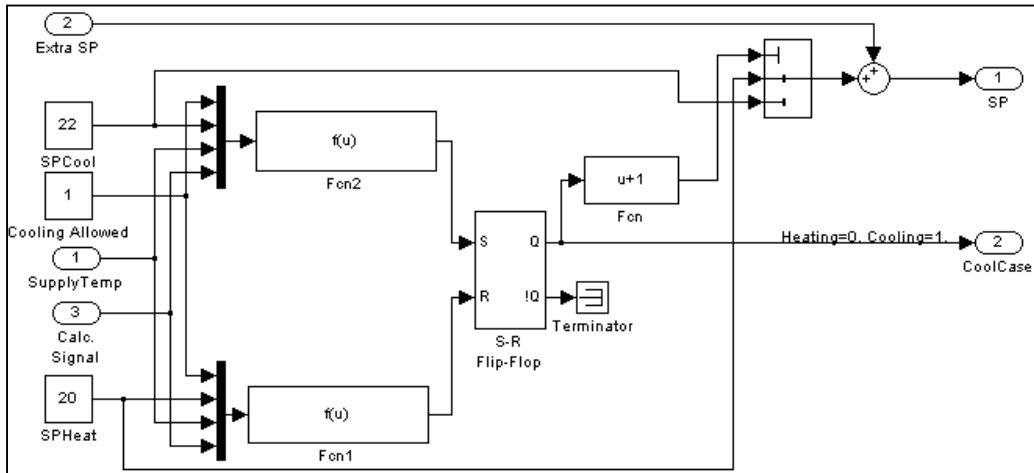 2
Extra SP
22
SPCool
1
Cooling Allowed
1
SupplyTemp
3
Calc.
Signal
20
SPHeat
f(u)
Fcn2
f(u)
Fcn1
S
Q
R
!Q
S-R
Flip-Flop
Terminator
u+1
Fcn
Heating=0, Cooling=1.
+
+
1
SP
2
CoolCase